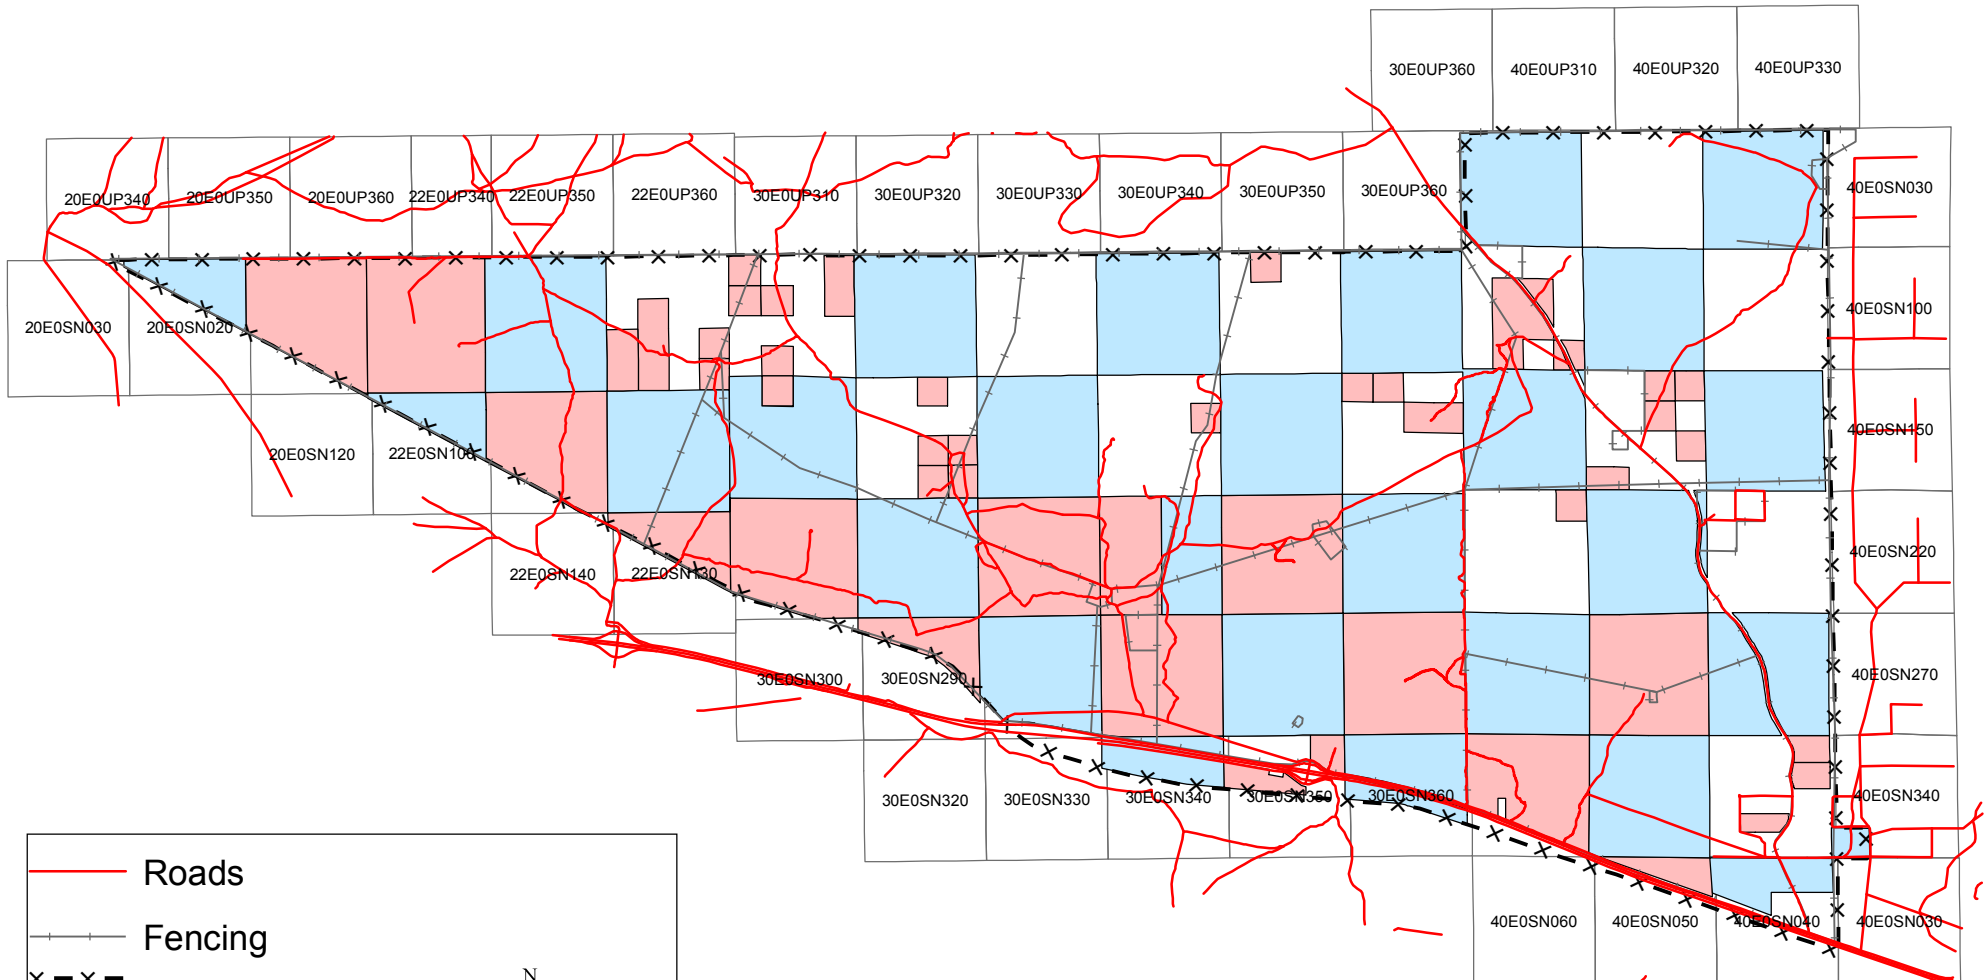 30E0UP360 40E0UP310 40E0UP320 40E0UP330
20E0UP340 20E0UP350 20E0UP360 22E0UP340 22E0UP350 22E0UP360 30E0UP310 30E0UP320 30E0UP330 30E0UP340 30E0UP350 30E0UP360 40E0SN030
20E0SN030 20E0SN020 40E0SN100
20E0SN120 22E0SN100 40E0SN150
22E0SN140 22E0SN130 40E0SN220
30E0SN300 30E0SN290 40E0SN270
30E0SN320 30E0SN330 30E0SN340 30E0SN350 30E0SN360 40E0SN340
40E0SN060 40E0SN050 40E0SN040 40E0SN030
Roads
Fencing
N